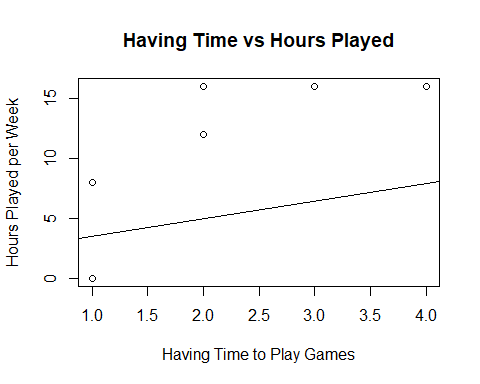 Having Time vs Hours Played
Hours Played per Week
15
10
5
0
1.0 1.5 2.0 2.5 3.0 3.5 4.0
Having Time to Play Games